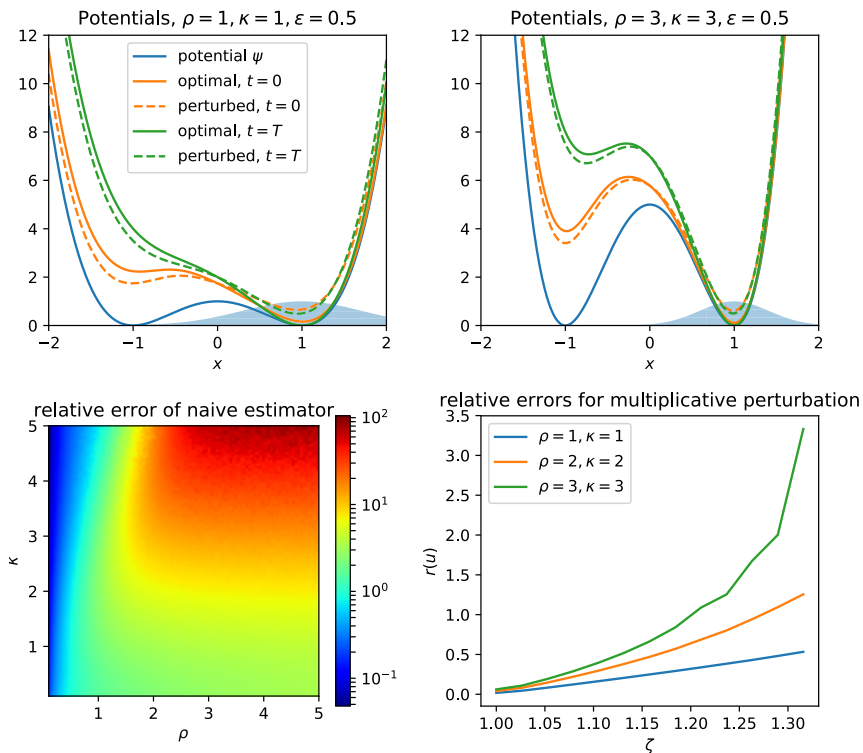 Potentials, ρ = 1, κ = 1, ε = 0.5
12
10
8
6
4
2
0
potential ψ
optimal, t = 0
perturbed, t = 0
optimal, t = T
perturbed, t = T
−2
−1
0
1
2
x
Potentials, ρ = 3, κ = 3, ε = 0.5
12
10
8
6
4
2
0
−2
−1
0
1
2
x
relative error of naive estimator
5
4
3
2
1
κ
1
2
3
4
5
ρ
10²
10¹
10⁰
10⁻¹
relative errors for multiplicative perturbation
3.5
3.0
2.5
2.0
1.5
1.0
0.5
0.0
r(u)
ρ = 1, κ = 1
ρ = 2, κ = 2
ρ = 3, κ = 3
1.00
1.05
1.10
1.15
1.20
1.25
1.30
ζ